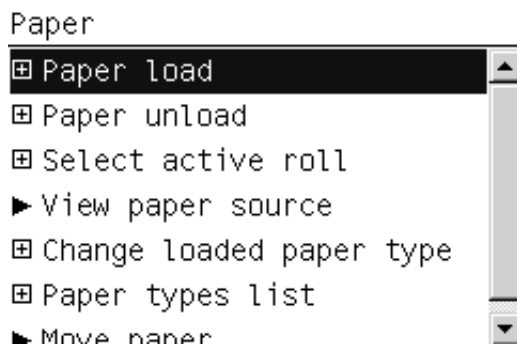 Paper
Paper load
Paper unload
Select active roll
View paper source
Change loaded paper type
Paper types list
Move paper